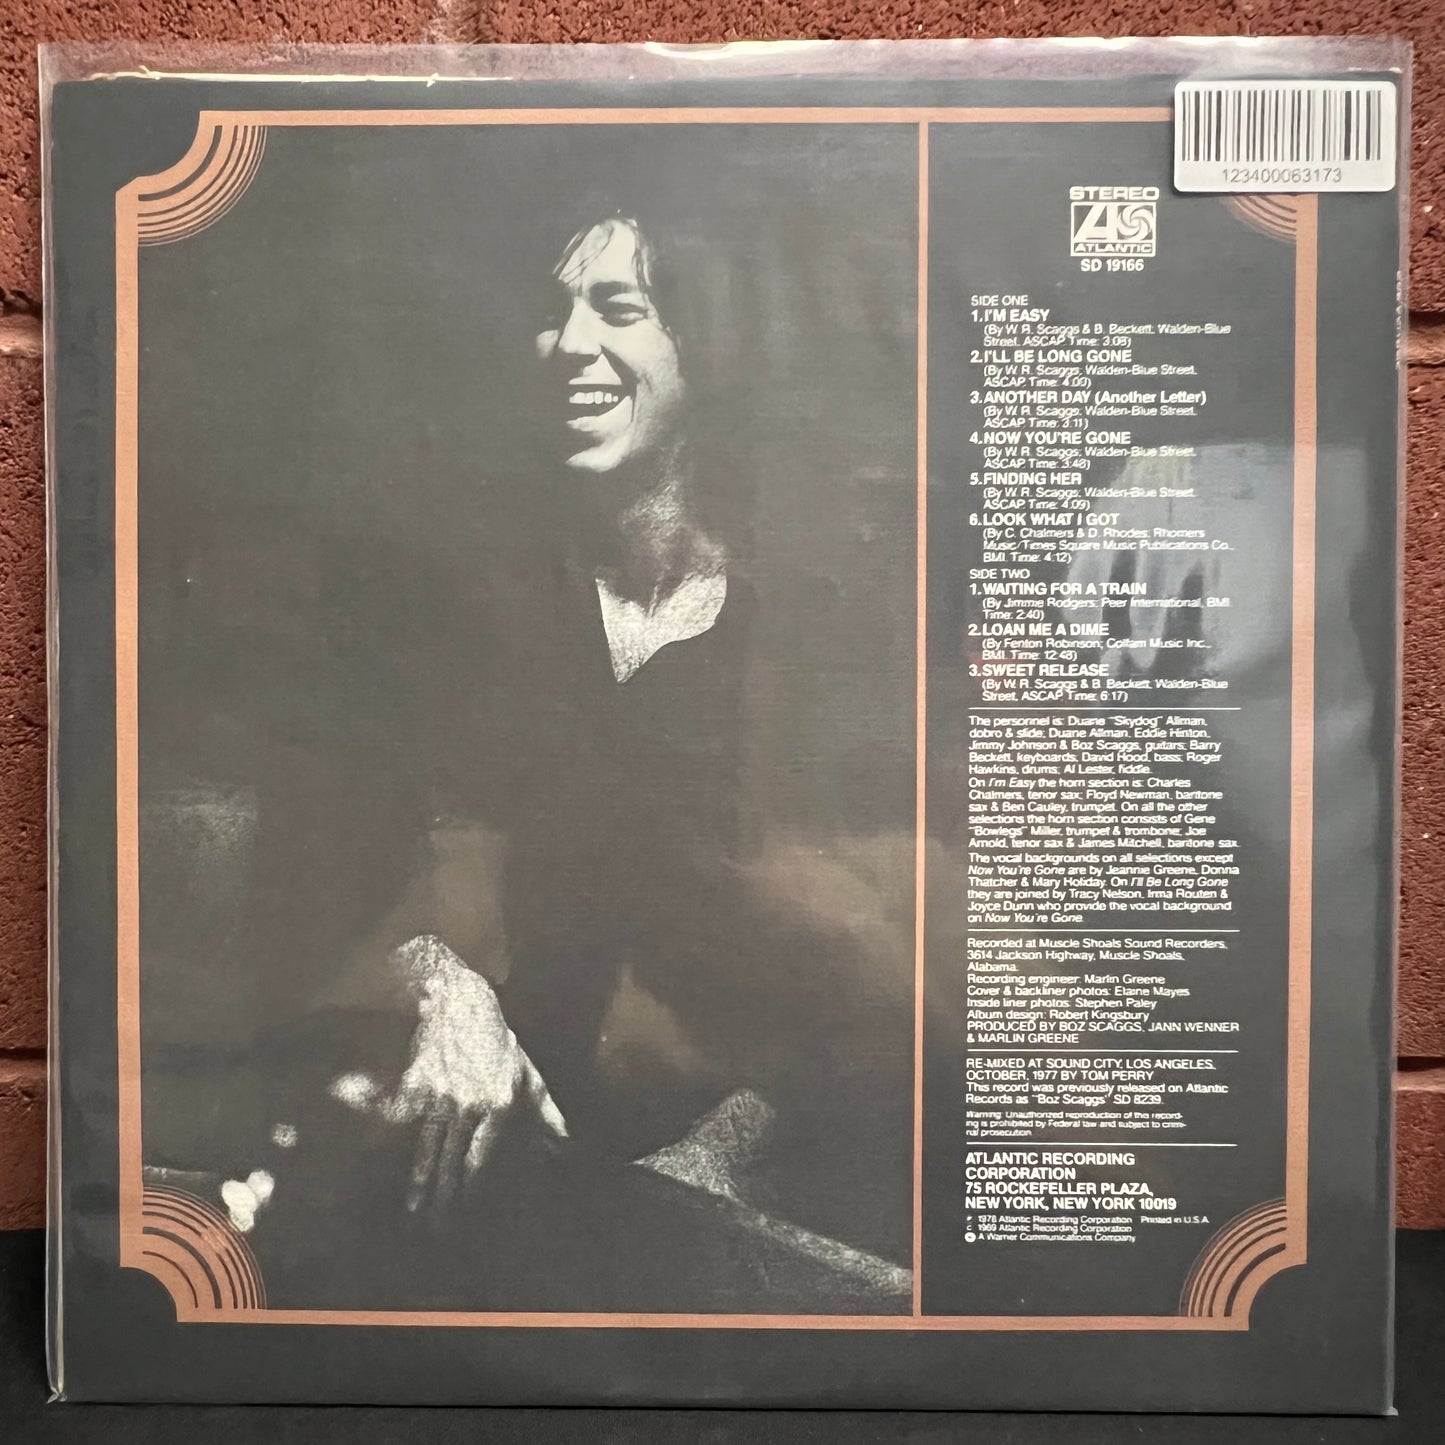 123400063173
STEREO
ATLANTIC
SD 19166
SIDE ONE
1. I'M EASY
(By W. R. Scaggs & B. Beckett; Walden-Blue
Street, ASCAP. Time: 3:08)
2. I'LL BE LONG GONE
(By W. R. Scaggs; Walden-Blue Street,
ASCAP. Time: 4:00)
3. ANOTHER DAY (Another Letter)
(By W. R. Scaggs; Walden-Blue Street,
ASCAP. Time: 3:11)
4. NOW YOU'RE GONE
(By W. R. Scaggs; Walden-Blue Street,
ASCAP. Time: 3:48)
5. FINDING HER
(By W. R. Scaggs; Walden-Blue Street,
ASCAP. Time: 4:09)
6. LOOK WHAT I GOT
(By C. Chalmers & D. Rhodes; Rhomers
Music/Times Square Music Publications Co.,
BMI. Time: 4:12)
SIDE TWO
1. WAITING FOR A TRAIN
(By Jimmie Rodgers; Peer International, BMI.
Time: 2:40)
2. LOAN ME A DIME
(By Fenton Robinson; Colfam Music Inc.,
BMI. Time: 12:48)
3. SWEET RELEASE
(By W. R. Scaggs & B. Beckett; Walden-Blue
Street, ASCAP. Time: 6:17)
The personnel is: Duane "Skydog" Allman,
dobro & slide; Duane Allman, Eddie Hinton,
Jimmy Johnson & Boz Scaggs, guitars; Barry
Beckett, keyboards; David Hood, bass; Roger
Hawkins, drums; Al Lester, fiddle.
On I'm Easy the horn section is: Charles
Chalmers, tenor sax; Floyd Newman, baritone
sax & Ben Cauley, trumpet. On all the other
selections the horn section consists of Gene
"Bowlegs" Miller, trumpet & trombone; Joe
Arnold, tenor sax & James Mitchell, baritone sax.
The vocal backgrounds on all selections except
Now You're Gone are by Jeannie Greene, Donna
Thatcher & Mary Holiday. On I'll Be Long Gone
they are joined by Tracy Nelson, Irma Routen &
Joyce Dunn who provide the vocal background
on Now You're Gone.
Recorded at Muscle Shoals Sound Recorders,
3614 Jackson Highway, Muscle Shoals,
Alabama.
Recording engineer: Marlin Greene
Cover & backliner photos: Elaine Mayes
Inside liner photos: Stephen Paley
Album design: Robert Kingsbury
PRODUCED BY BOZ SCAGGS, JANN WENNER
& MARLIN GREENE
RE-MIXED AT SOUND CITY, LOS ANGELES,
OCTOBER, 1977 BY TOM PERRY
This record was previously released on Atlantic
Records as "Boz Scaggs" SD 8239.
Warning: Unauthorized reproduction of this record-
ing is prohibited by Federal law and subject to crimi-
nal prosecution.
ATLANTIC RECORDING
CORPORATION
75 ROCKEFELLER PLAZA,
NEW YORK, NEW YORK 10019
℗ 1978 Atlantic Recording Corporation Printed in U.S.A.
© 1969 Atlantic Recording Corporation
A Warner Communications Company